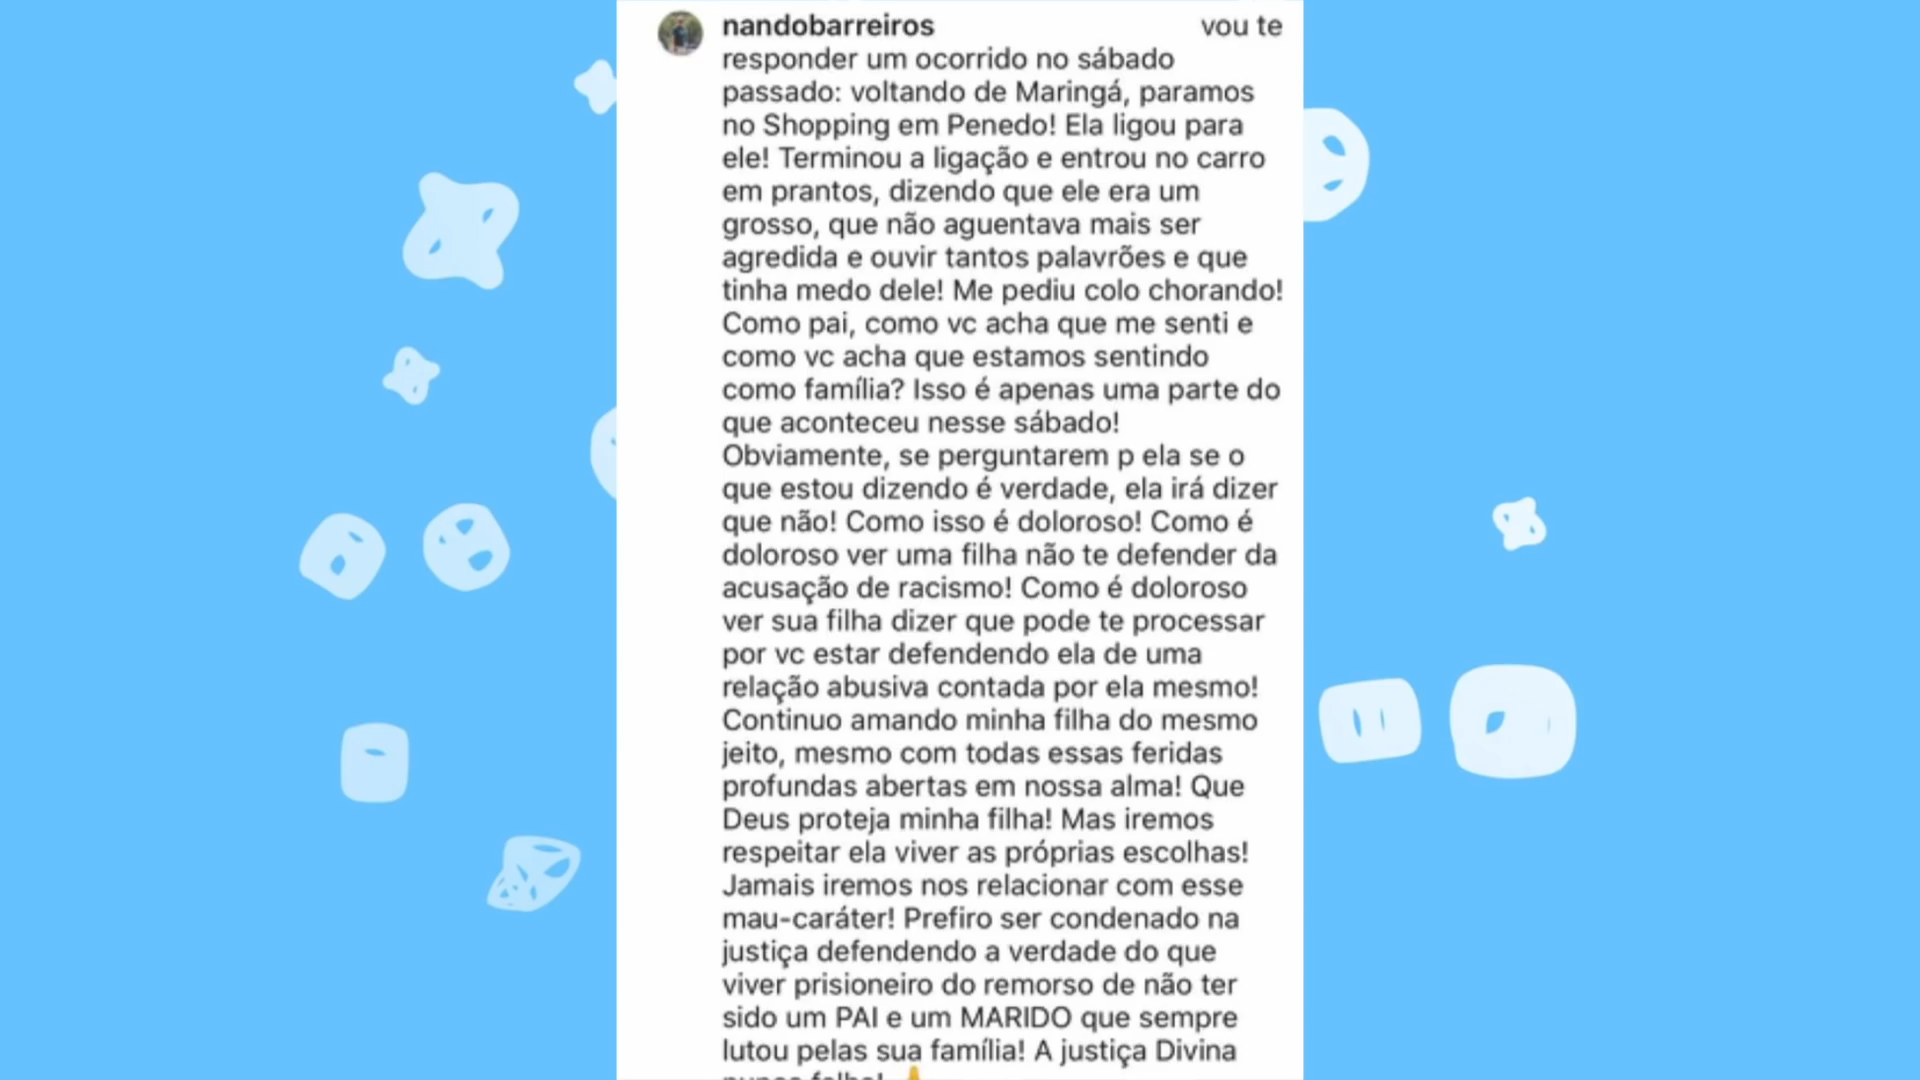 nandobarreiros vou te
responder um ocorrido no sábado
passado: voltando de Maringá, paramos
no Shopping em Penedo! Ela ligou para
ele! Terminou a ligação e entrou no carro
em prantos, dizendo que ele era um
grosso, que não aguentava mais ser
agredida e ouvir tantos palavrões e que
tinha medo dele! Me pediu colo chorando!
Como pai, como vc acha que me senti e
como vc acha que estamos sentindo
como família? Isso é apenas uma parte do
que aconteceu nesse sábado!
Obviamente, se perguntarem p ela se o
que estou dizendo é verdade, ela irá dizer
que não! Como isso é doloroso! Como é
doloroso ver uma filha não te defender da
acusação de racismo! Como é doloroso
ver sua filha dizer que pode te processar
por vc estar defendendo ela de uma
relação abusiva contada por ela mesmo!
Continuo amando minha filha do mesmo
jeito, mesmo com todas essas feridas
profundas abertas em nossa alma! Que
Deus proteja minha filha! Mas iremos
respeitar ela viver as próprias escolhas!
Jamais iremos nos relacionar com esse
mau-caráter! Prefiro ser condenado na
justiça defendendo a verdade do que
viver prisioneiro do remorso de não ter
sido um PAI e um MARIDO que sempre
lutou pelas sua família! A justiça Divina